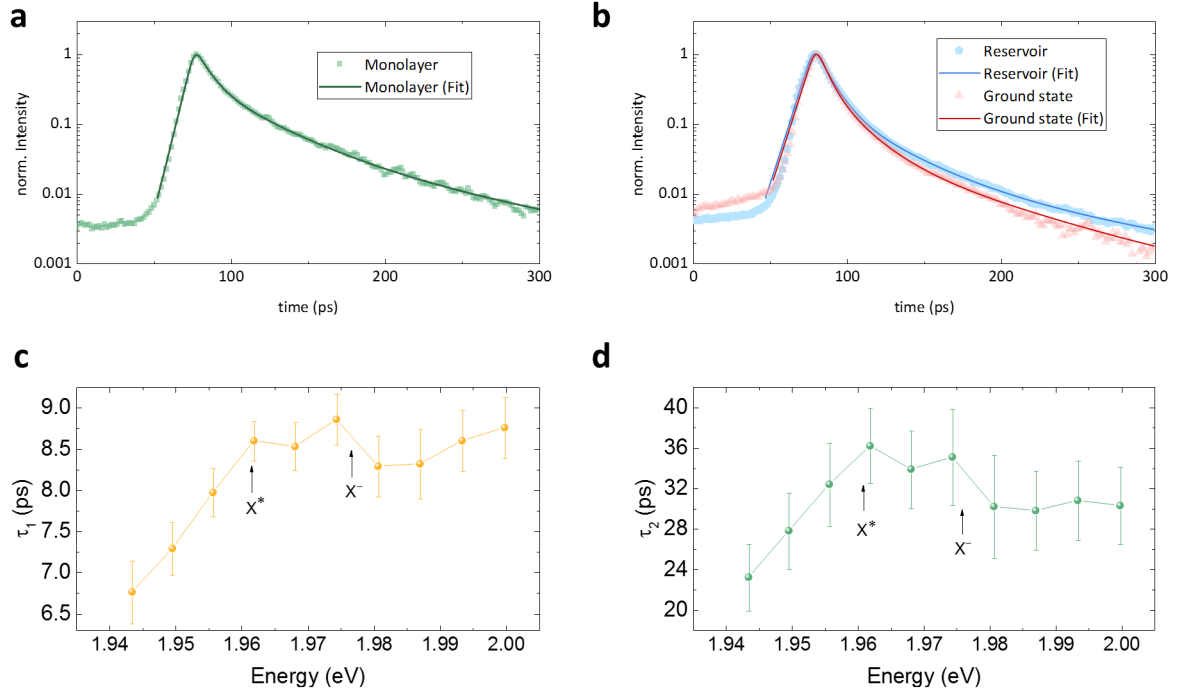 a
norm. Intensity
1
0.1
0.01
0.001
0
100
200
300
time (ps)
Monolayer
Monolayer (Fit)
b
norm. Intensity
1
0.1
0.01
0.001
0
100
200
300
time (ps)
Reservoir
Reservoir (Fit)
Ground state
Ground state (Fit)
c
τ₁ (ps)
9.0
8.5
8.0
7.5
7.0
6.5
X*
X⁻
1.94 1.95 1.96 1.97 1.98 1.99 2.00
Energy (eV)
d
τ₂ (ps)
40
36
32
28
24
20
X*
X⁻
1.94 1.95 1.96 1.97 1.98 1.99 2.00
Energy (eV)